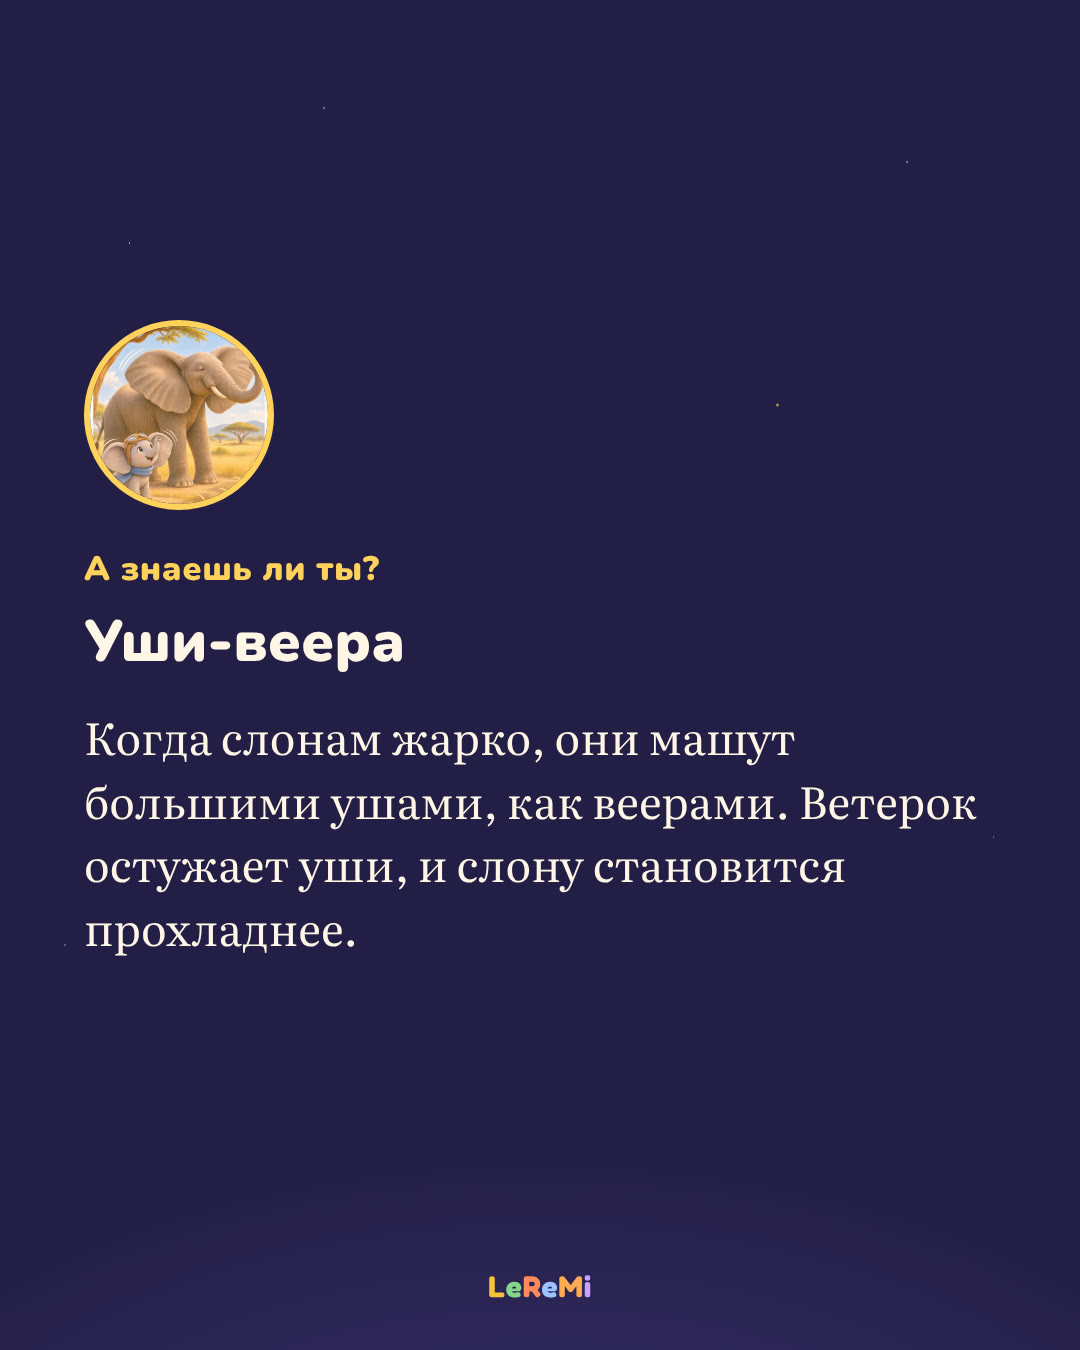 А знаешь ли ты?
Уши-веера
Когда слонам жарко, они машут
большими ушами, как веерами. Ветерок
остужает уши, и слону становится
прохладнее.
LeReMi